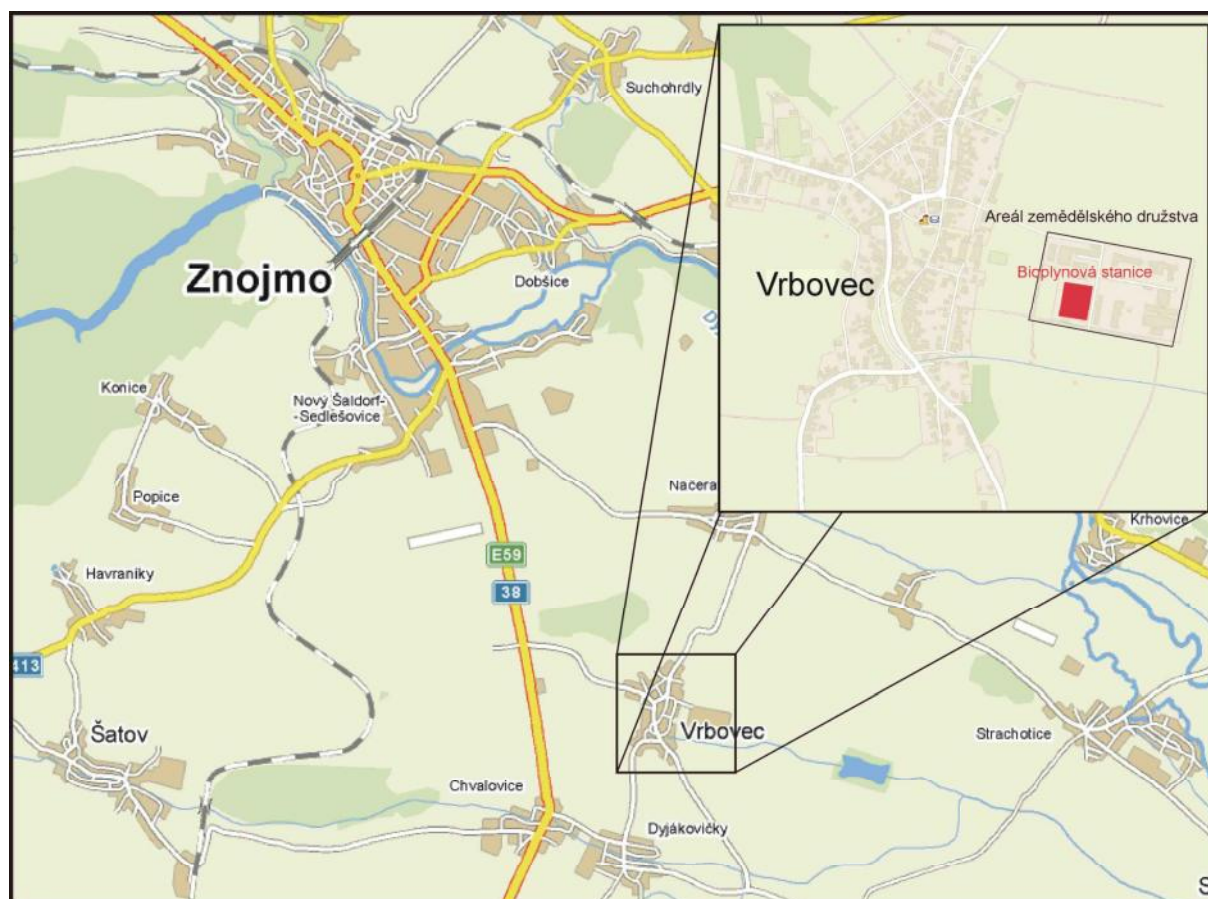 Suchohrdly
Znojmo
Dobšice
Konice
Nový Šaldorf-
-Sedlešovice
Popice
Havraníky
E59
38
413
Šatov
Chvalovice
Dyjákovičky
Vrbovec
Strachotice
Krhovice
Areál zemědělského družstva
Bioplynová stanice
Vrbovec